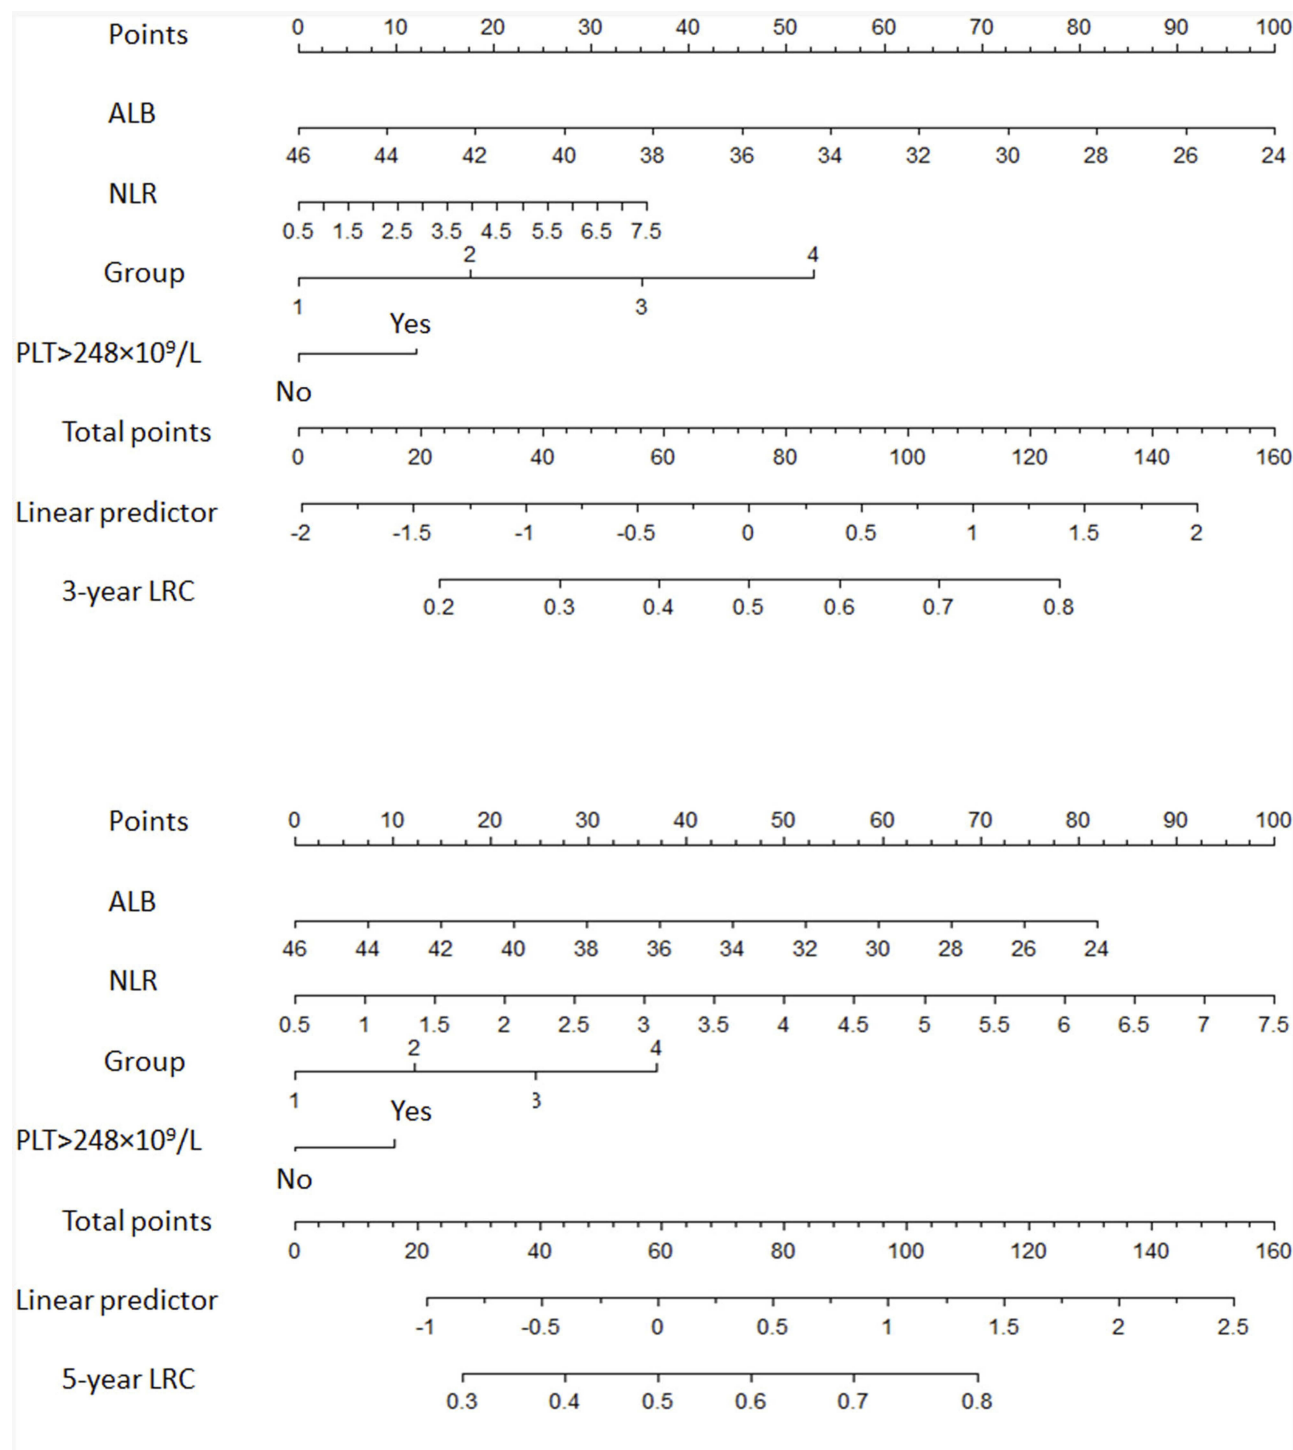 Points 0 10 20 30 40 50 60 70 80 90 100
ALB
46 44 42 40 38 36 34 32 30 28 26 24
NLR
0.5 1.5 2.5 3.5 4.5 5.5 6.5 7.5
2 4
Group
1 3
Yes
PLT>248×10⁹/L
No
Total points
0 20 40 60 80 100 120 140 160
Linear predictor
-2 -1.5 -1 -0.5 0 0.5 1 1.5 2
3-year LRC
0.2 0.3 0.4 0.5 0.6 0.7 0.8
Points 0 10 20 30 40 50 60 70 80 90 100
ALB
46 44 42 40 38 36 34 32 30 28 26 24
NLR
0.5 1 1.5 2 2.5 3 3.5 4 4.5 5 5.5 6 6.5 7 7.5
2 4
Group
1 3
Yes
PLT>248×10⁹/L
No
Total points
0 20 40 60 80 100 120 140 160
Linear predictor
-1 -0.5 0 0.5 1 1.5 2 2.5
5-year LRC
0.3 0.4 0.5 0.6 0.7 0.8